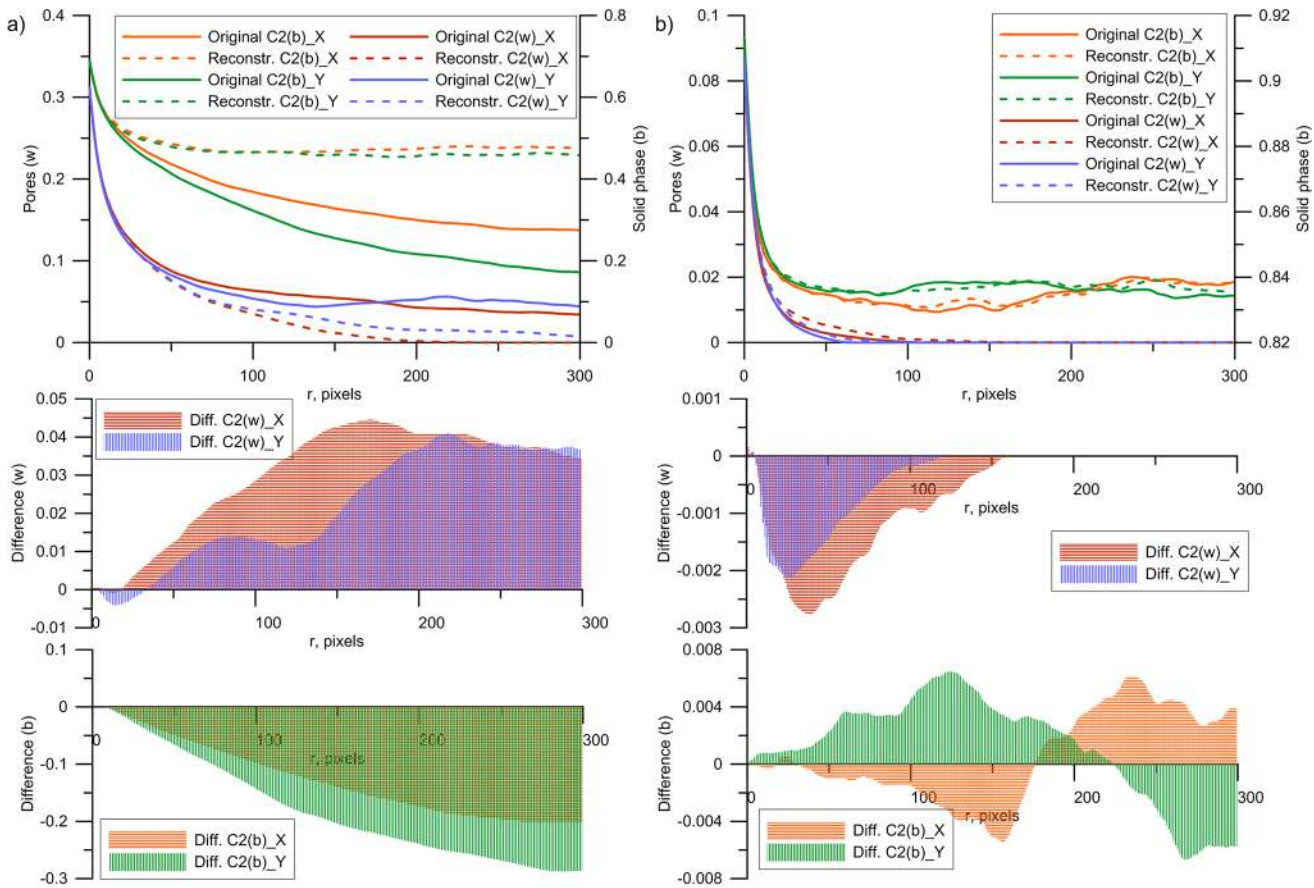 a)
Pores (w)
0.4
0.3
0.2
0.1
0
Original C2(b)_X
Reconstr. C2(b)_X
Original C2(b)_Y
Reconstr. C2(b)_Y
Original C2(w)_X
Reconstr. C2(w)_X
Original C2(w)_Y
Reconstr. C2(w)_Y
0.8
0.6
0.4
0.2
0
Solid phase (b)
0 100 200 300
r, pixels
b)
Pores (w)
0.1
0.08
0.06
0.04
0.02
0
Original C2(b)_X
Reconstr. C2(b)_X
Original C2(b)_Y
Reconstr. C2(b)_Y
Original C2(w)_X
Reconstr. C2(w)_X
Original C2(w)_Y
Reconstr. C2(w)_Y
0.92
0.9
0.88
0.86
0.84
0.82
Solid phase (b)
0 100 200 300
r, pixels
Difference (w)
0.05
0.04
0.03
0.02
0.01
0
-0.01
Diff. C2(w)_X
Diff. C2(w)_Y
0 100 200 300
r, pixels
Difference (w)
0.001
0
-0.001
-0.002
-0.003
0 100 200 300
r, pixels
Diff. C2(w)_X
Diff. C2(w)_Y
Difference (b)
0.1
0
-0.1
-0.2
-0.3
0 100 200 300
r, pixels
Diff. C2(b)_X
Diff. C2(b)_Y
Difference (b)
0.008
0.004
0
-0.004
-0.008
0 100 200 300
r, pixels
Diff. C2(b)_X
Diff. C2(b)_Y